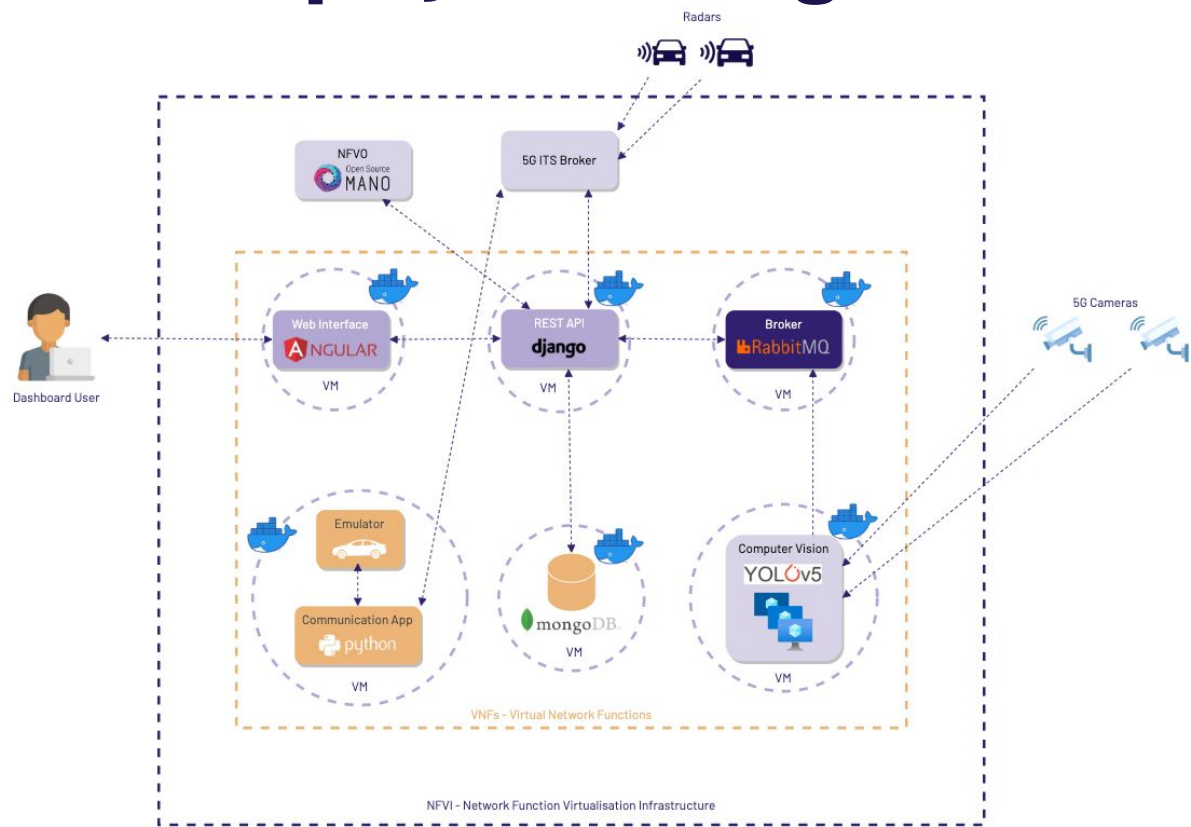 Radars
NFVO
Open Source
MANO
5G ITS Broker
Web Interface
ANGULAR
VM
REST API
django
VM
Broker
RabbitMQ
VM
5G Cameras
Dashboard User
Emulator
Communication App
python
VM
mongoDB.
VM
Computer Vision
YOLOv5
VM
VNFs - Virtual Network Functions
NFVI - Network Function Virtualisation Infrastructure